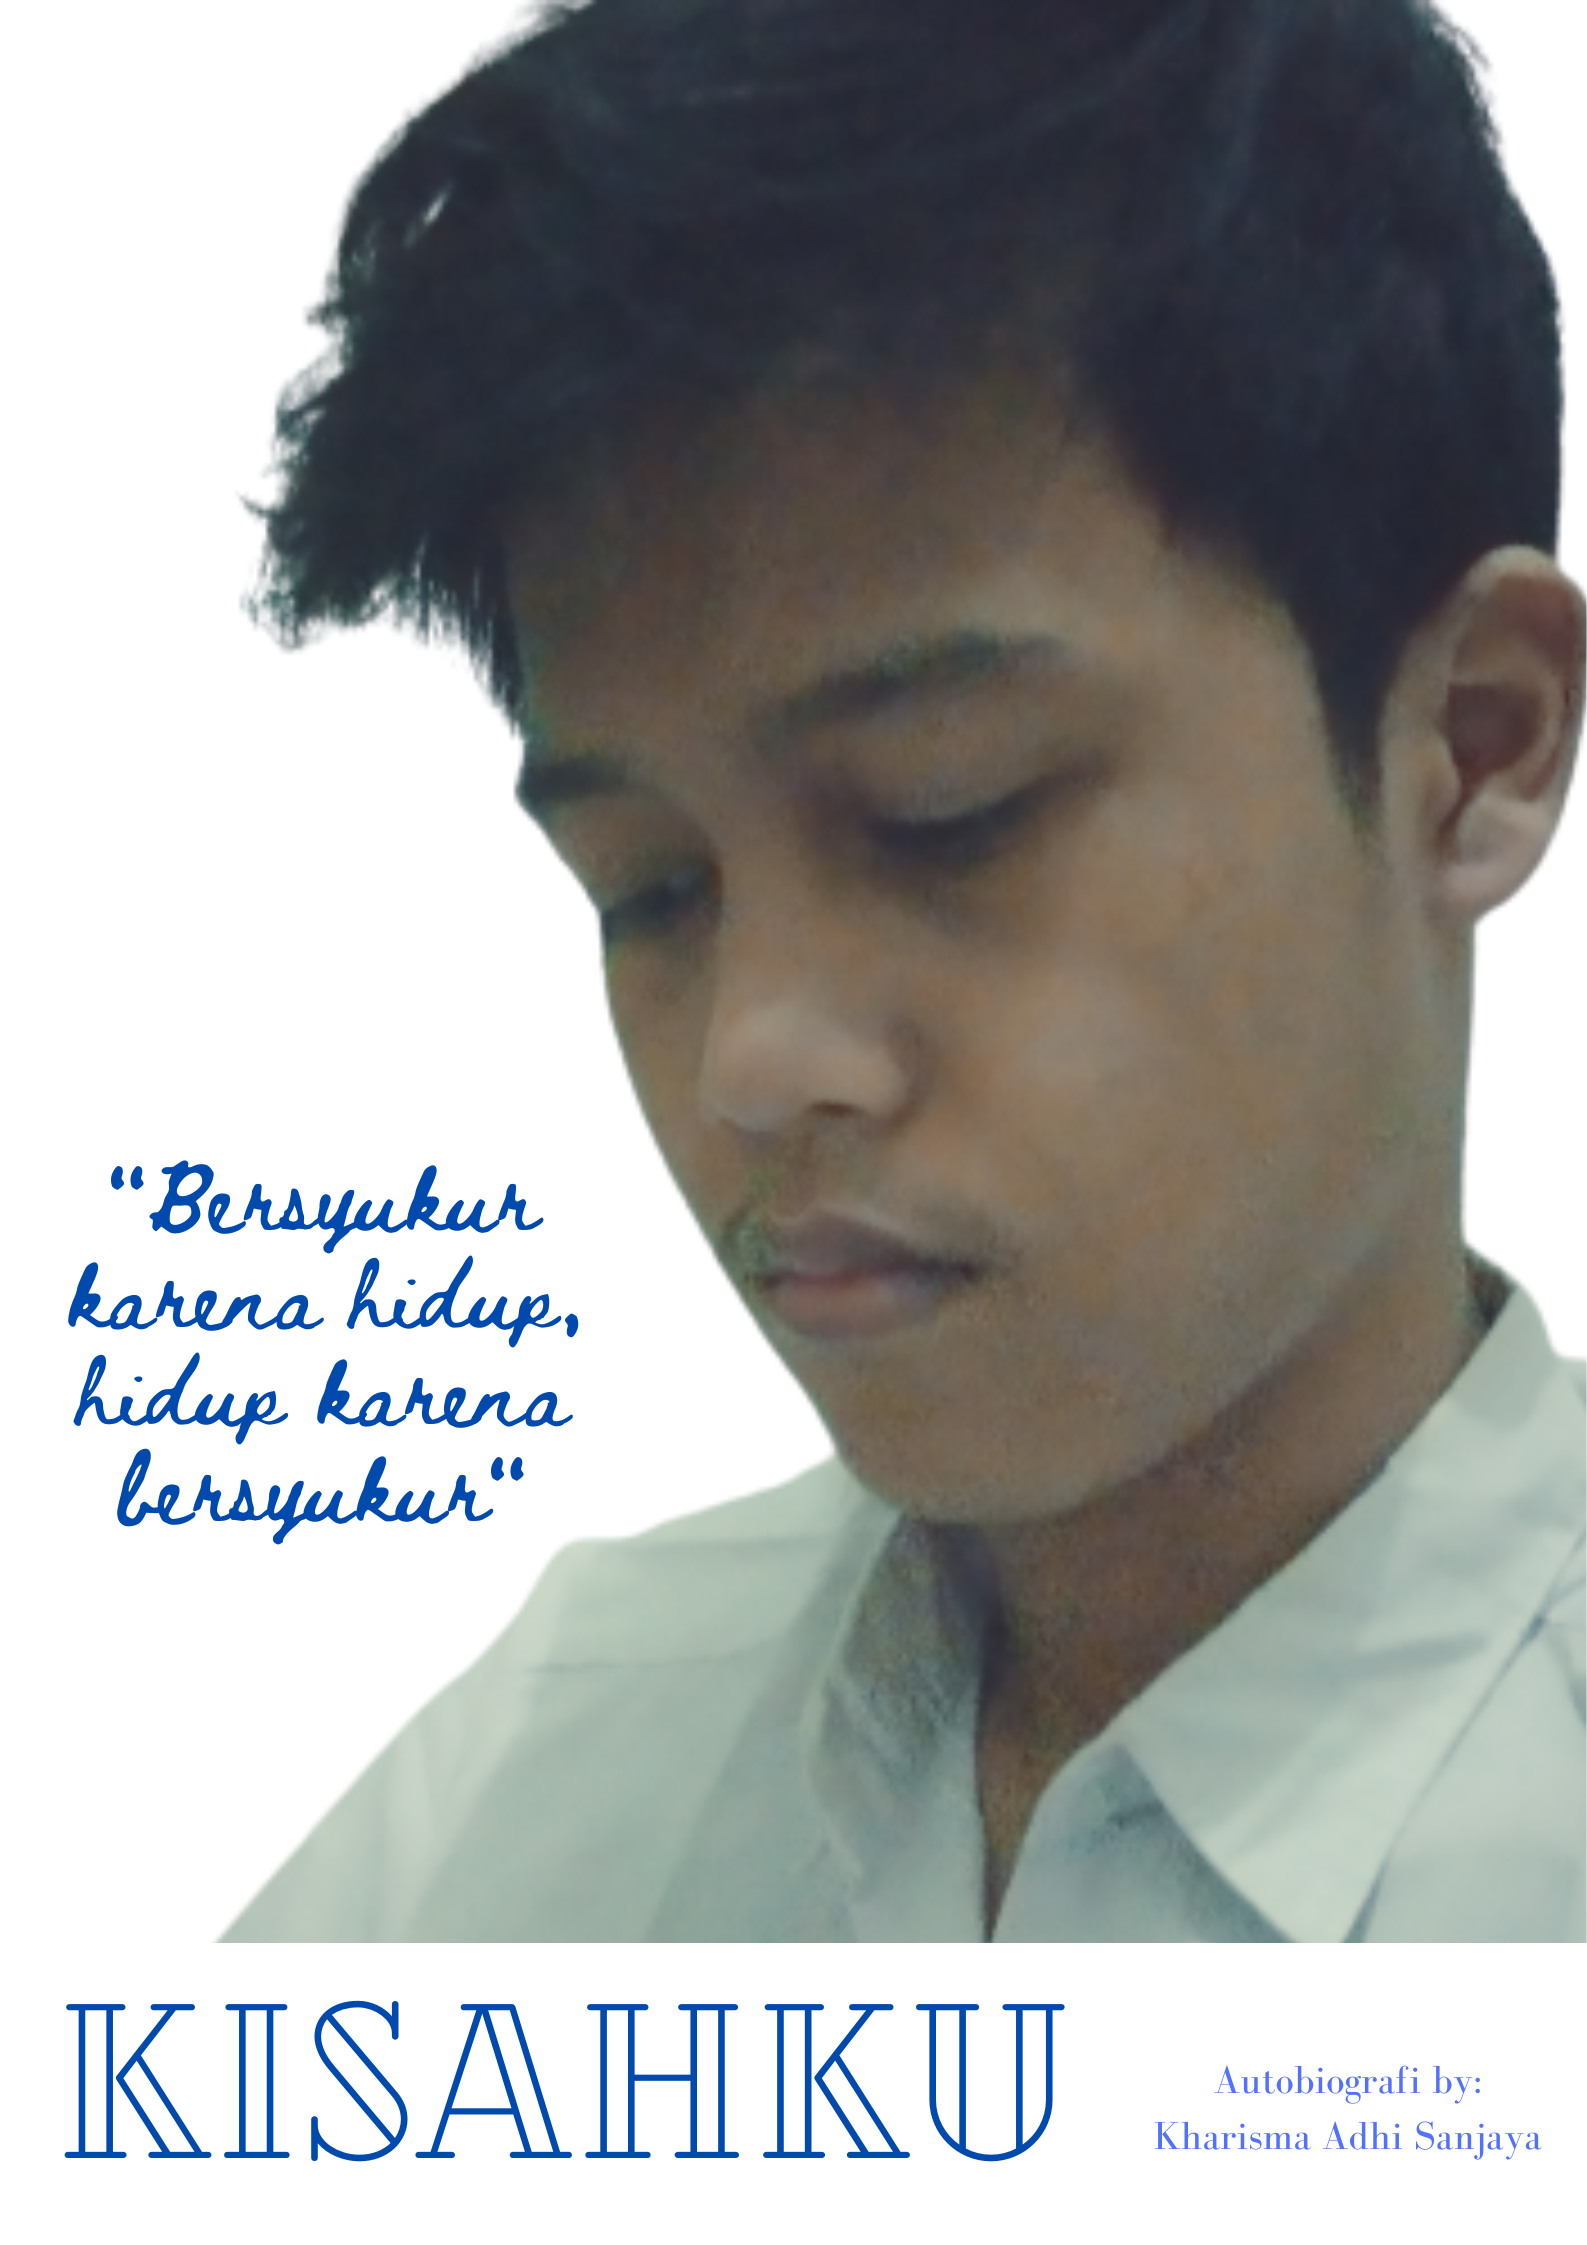 “Bersyukur
karena hidup,
hidup karena
bersyukur“
KISAHKU
Autobiografi by:
Kharisma Adhi Sanjaya